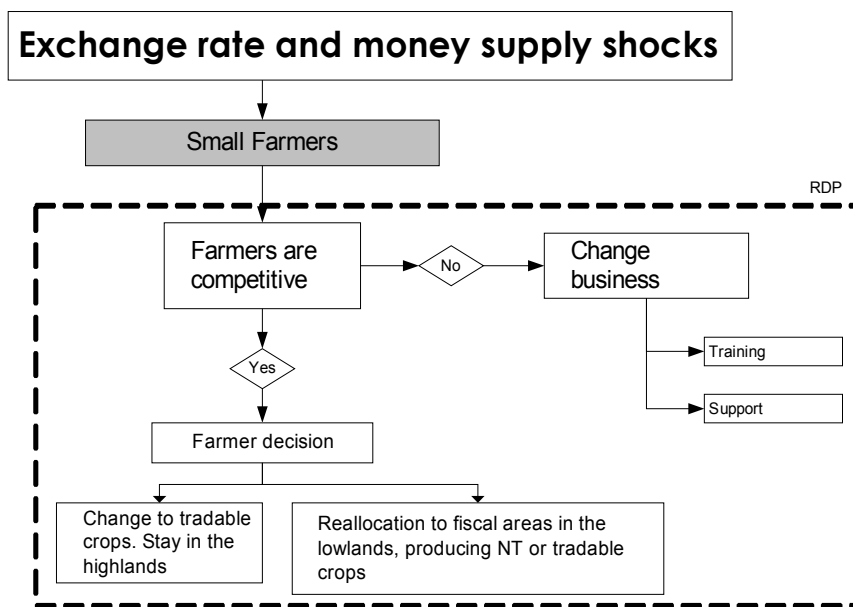 Exchange rate and money supply shocks
Small Farmers
RDP
Farmers are
competitive
No
Change
business
Training
Yes
Support
Farmer decision
Change to tradable
crops. Stay in the
highlands
Reallocation to fiscal areas in the
lowlands, producing NT or tradable
crops